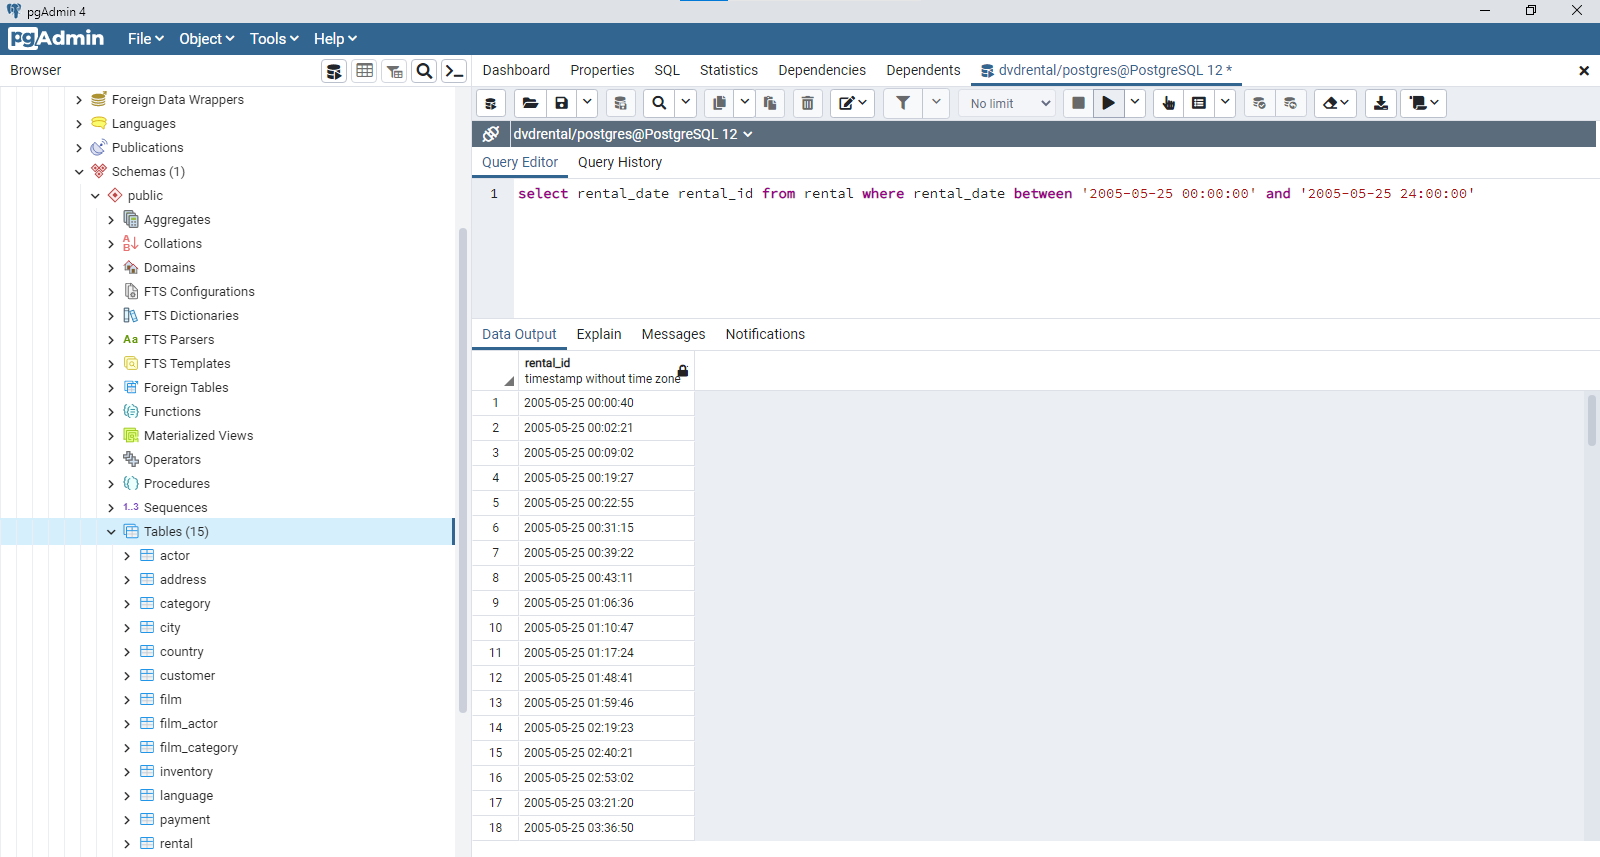 pgAdmin 4
pgAdmin File Object Tools Help
Browser
Dashboard Properties SQL Statistics Dependencies Dependents dvdrental/postgres@PostgreSQL 12 *
No limit
dvdrental/postgres@PostgreSQL 12
Query Editor Query History
1 select rental_date rental_id from rental where rental_date between '2005-05-25 00:00:00' and '2005-05-25 24:00:00'
Foreign Data Wrappers
Languages
Publications
Schemas (1)
public
Aggregates
Collations
Domains
FTS Configurations
FTS Dictionaries
Aa FTS Parsers
FTS Templates
Foreign Tables
Functions
Materialized Views
Operators
Procedures
1..3 Sequences
Tables (15)
actor
address
category
city
country
customer
film
film_actor
film_category
inventory
language
payment
rental
Data Output Explain Messages Notifications
rental_id
timestamp without time zone
1 2005-05-25 00:00:40
2 2005-05-25 00:02:21
3 2005-05-25 00:09:02
4 2005-05-25 00:19:27
5 2005-05-25 00:22:55
6 2005-05-25 00:31:15
7 2005-05-25 00:39:22
8 2005-05-25 00:43:11
9 2005-05-25 01:06:36
10 2005-05-25 01:10:47
11 2005-05-25 01:17:24
12 2005-05-25 01:48:41
13 2005-05-25 01:59:46
14 2005-05-25 02:19:23
15 2005-05-25 02:40:21
16 2005-05-25 02:53:02
17 2005-05-25 03:21:20
18 2005-05-25 03:36:50